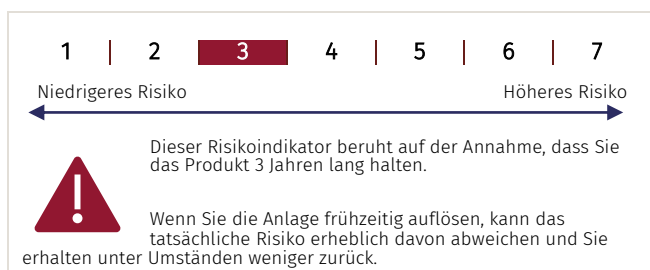 1 | 2 | 3 | 4 | 5 | 6 | 7
Niedrigeres Risiko Höheres Risiko
Dieser Risikoindikator beruht auf der Annahme, dass Sie
das Produkt 3 Jahren lang halten.
Wenn Sie die Anlage frühzeitig auflösen, kann das
tatsächliche Risiko erheblich davon abweichen und Sie
erhalten unter Umständen weniger zurück.